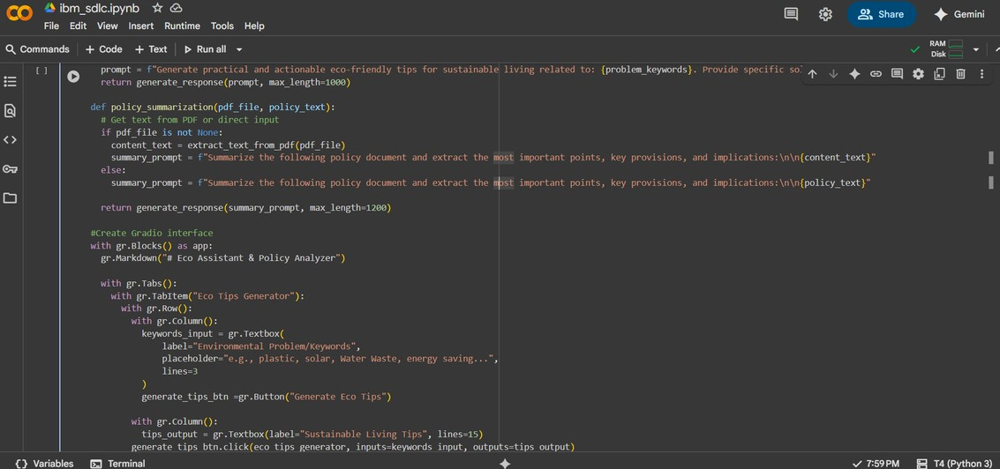 ibm_sdlc.ipynb
File Edit View Insert Runtime Tools Help
Share
Gemini
Commands + Code + Text Run all
RAM
Disk
[ ]
prompt = f"Generate practical and actionable eco-friendly tips for sustainable living related to: {problem_keywords}. Provide specific so
return generate_response(prompt, max_length=1000)
def policy_summarization(pdf_file, policy_text):
# Get text from PDF or direct input
if pdf_file is not None:
content_text = extract_text_from_pdf(pdf_file)
summary_prompt = f"Summarize the following policy document and extract the most important points, key provisions, and implications:\n\n{content_text}"
else:
summary_prompt = f"Summarize the following policy document and extract the most important points, key provisions, and implications:\n\n{policy_text}"
return generate_response(summary_prompt, max_length=1200)
#Create Gradio interface
with gr.Blocks() as app:
gr.Markdown("# Eco Assistant & Policy Analyzer")
with gr.Tabs():
with gr.TabItem("Eco Tips Generator"):
with gr.Row():
with gr.Column():
keywords_input = gr.Textbox(
label="Environmental Problem/Keywords",
placeholder="e.g., plastic, solar, Water Waste, energy saving...",
lines=3
)
generate_tips_btn =gr.Button("Generate Eco Tips")
with gr.Column():
tips_output = gr.Textbox(label="Sustainable Living Tips", lines=15)
generate_tips_btn.click(eco_tips_generator, inputs=keywords_input, outputs=tips_output)
{} Variables
Terminal
7:59 PM
T4 (Python 3)